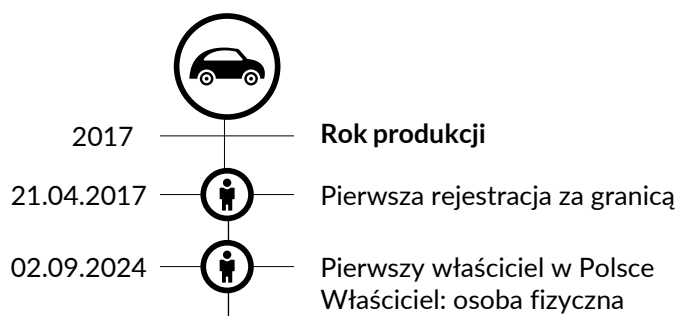 2017 Rok produkcji
21.04.2017 Pierwsza rejestracja za granicą
02.09.2024 Pierwszy właściciel w Polsce
Właściciel: osoba fizyczna